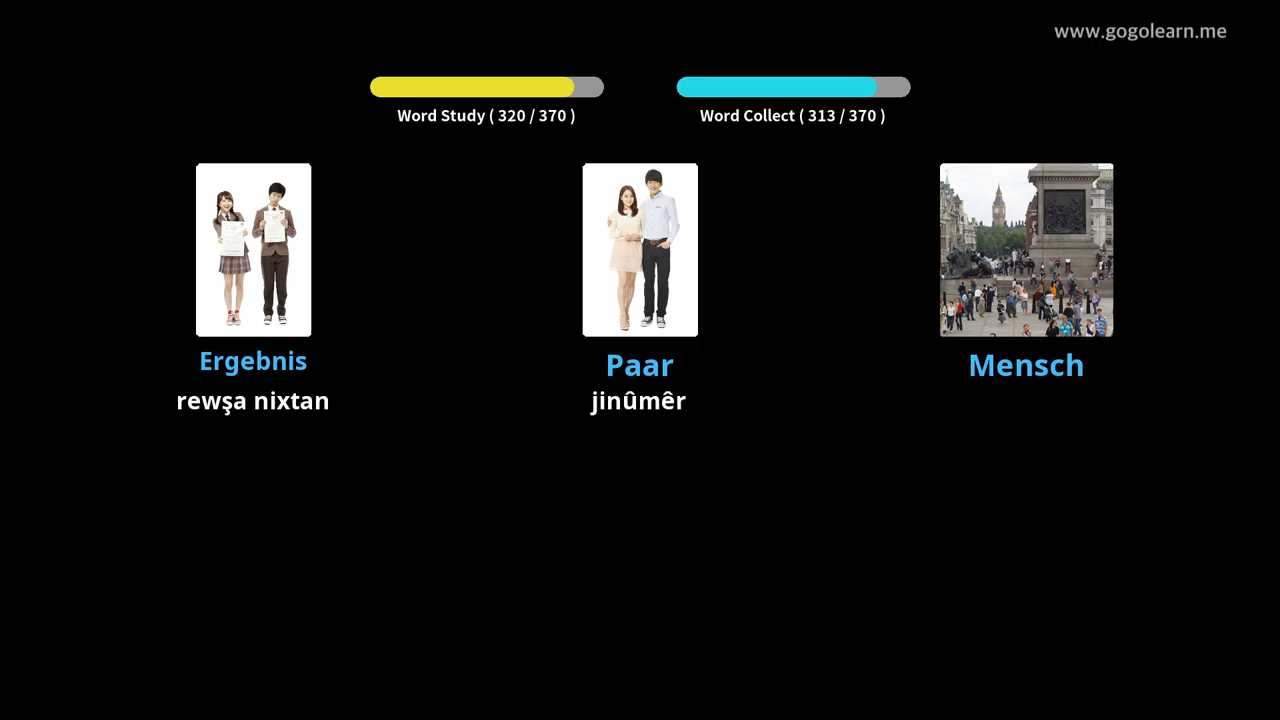 www.gogolearn.me
Word Study ( 320 / 370 )
Word Collect ( 313 / 370 )
Ergebnis
rewşa nixtan
Paar
jinûmêr
Mensch